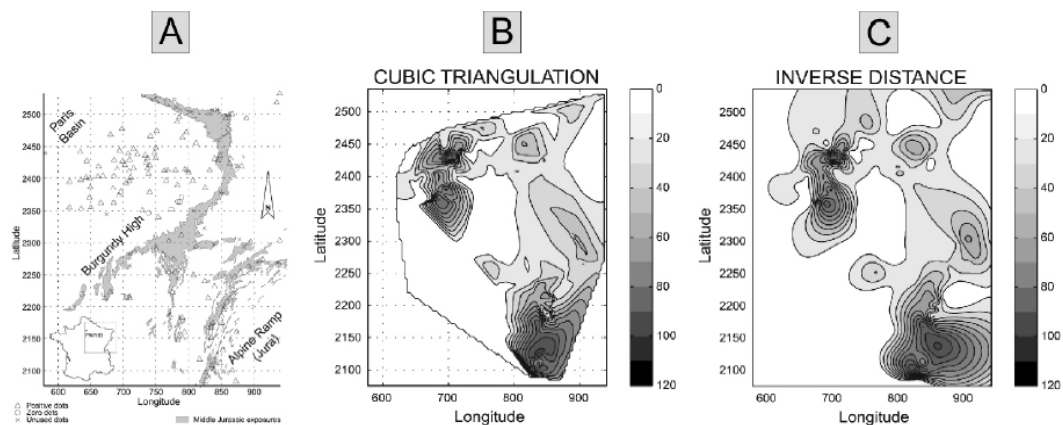 A
B
C
CUBIC TRIANGULATION
INVERSE DISTANCE
Paris
Basin
Burgundy High
Alpine Ramp
(Jura)
N
Latitude
2500
2450
2400
2350
2300
2250
2200
2150
2100
600 650 700 750 800 850 900
Longitude
Positive dots
Zero dots
Unused dots
Middle Jurassic exposures
Latitude
2500
2450
2400
2350
2300
2250
2200
2150
2100
600 700 800 900
Longitude
0
20
40
60
80
100
120
Latitude
2500
2450
2400
2350
2300
2250
2200
2150
2100
600 700 800 900
Longitude
0
20
40
60
80
100
120